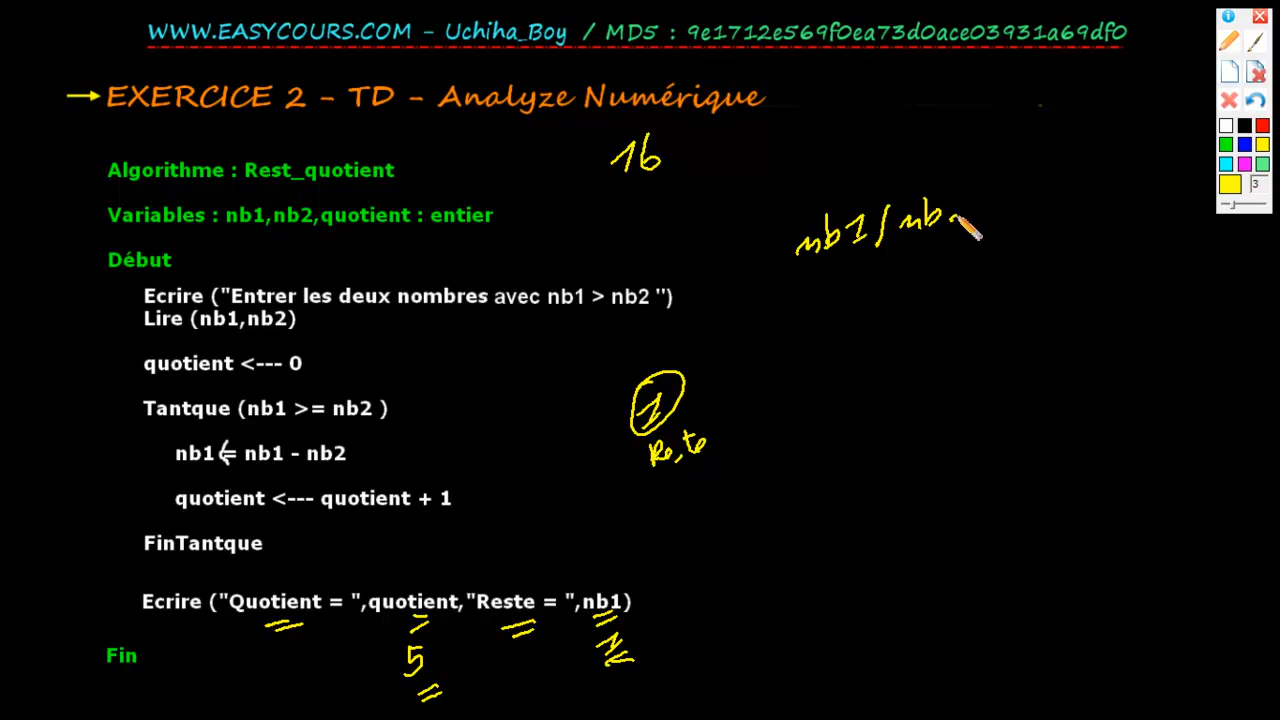 WWW.EASYCOURS.COM - Uchiha_Boy / MD5 : 9e1712e569f0ea73d0ace03931a69df0
EXERCICE 2 - TD - Analyze Numérique
16
Algorithme : Rest_quotient
Variables : nb1,nb2,quotient : entier
nb1/nb
Début
Ecrire ("Entrer les deux nombres avec nb1 > nb2 ")
Lire (nb1,nb2)
quotient <--- 0
1
Tantque (nb1 >= nb2 )
nb1 = nb1 - nb2
quotient <--- quotient + 1
FinTantque
Ecrire ("Quotient = ",quotient,"Reste = ",nb1)
5
Fin
3